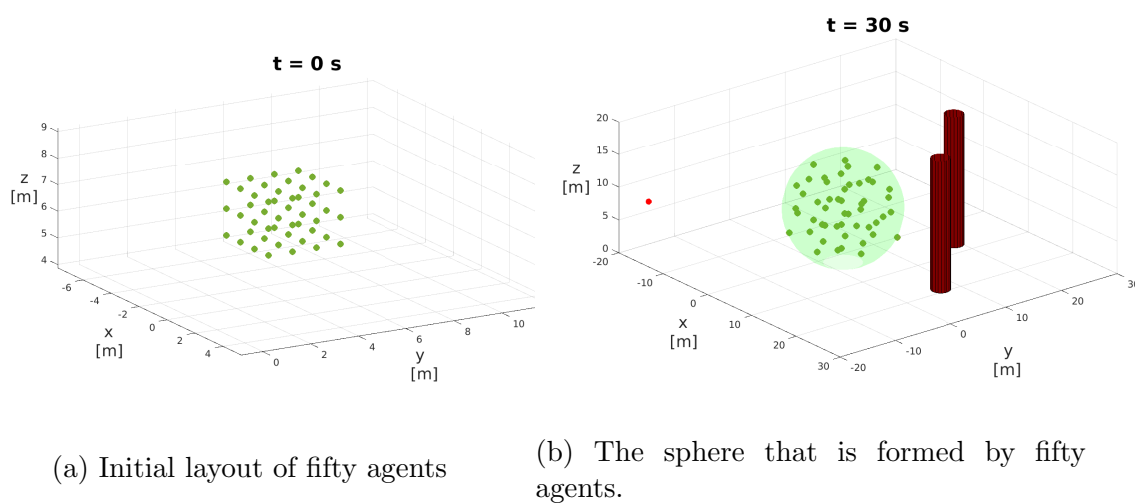 t = 0 s
9
8
7
6
5
4
z
[m]
-6
-4
-2
0
2
4
x
[m]
0
2
4
6
8
10
y
[m]
t = 30 s
20
15
10
5
0
z
[m]
-20
-10
0
10
20
30
x
[m]
-20
-10
0
10
20
30
y
[m]
(a) Initial layout of fifty agents
(b) The sphere that is formed by fifty
agents.